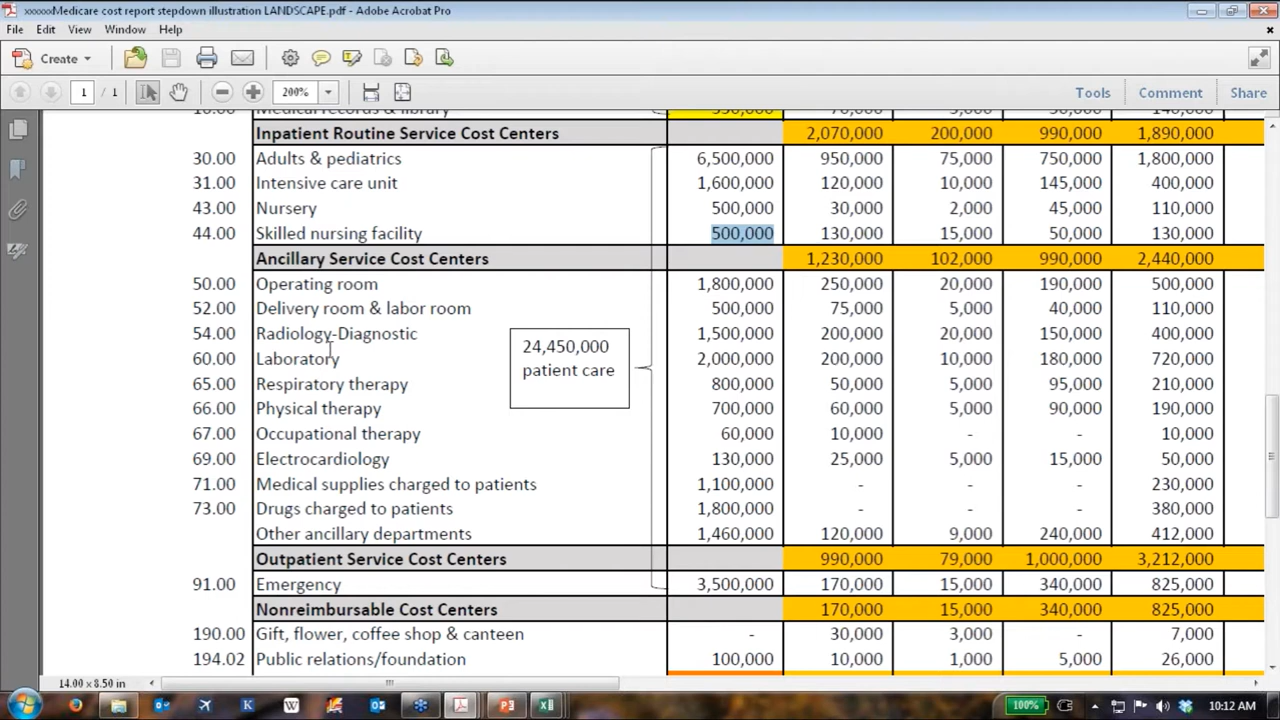 xxxxxMedicare cost report stepdown illustration LANDSCAPE.pdf - Adobe Acrobat Pro
File Edit View Window Help
Create
1 / 1 200% Tools Comment Share
10.00 Medical records & library
Inpatient Routine Service Cost Centers 2,070,000 200,000 990,000 1,890,000
30.00 Adults & pediatrics 6,500,000 950,000 75,000 750,000 1,800,000
31.00 Intensive care unit 1,600,000 120,000 10,000 145,000 400,000
43.00 Nursery 500,000 30,000 2,000 45,000 110,000
44.00 Skilled nursing facility 500,000 130,000 15,000 50,000 130,000
Ancillary Service Cost Centers 1,230,000 102,000 990,000 2,440,000
50.00 Operating room 1,800,000 250,000 20,000 190,000 500,000
52.00 Delivery room & labor room 500,000 75,000 5,000 40,000 110,000
54.00 Radiology-Diagnostic 1,500,000 200,000 20,000 150,000 400,000
24,450,000
patient care
60.00 Laboratory 2,000,000 200,000 10,000 180,000 720,000
65.00 Respiratory therapy 800,000 50,000 5,000 95,000 210,000
66.00 Physical therapy 700,000 60,000 5,000 90,000 190,000
67.00 Occupational therapy 60,000 10,000 - - 10,000
69.00 Electrocardiology 130,000 25,000 5,000 15,000 50,000
71.00 Medical supplies charged to patients 1,100,000 - - - 230,000
73.00 Drugs charged to patients 1,800,000 - - - 380,000
Other ancillary departments 1,460,000 120,000 9,000 240,000 412,000
Outpatient Service Cost Centers 990,000 79,000 1,000,000 3,212,000
91.00 Emergency 3,500,000 170,000 15,000 340,000 825,000
Nonreimbursable Cost Centers 170,000 15,000 340,000 825,000
190.00 Gift, flower, coffee shop & canteen - 30,000 3,000 - 7,000
194.02 Public relations/foundation 100,000 10,000 1,000 5,000 26,000
14.00 x 8.50 in
100% 10:12 AM